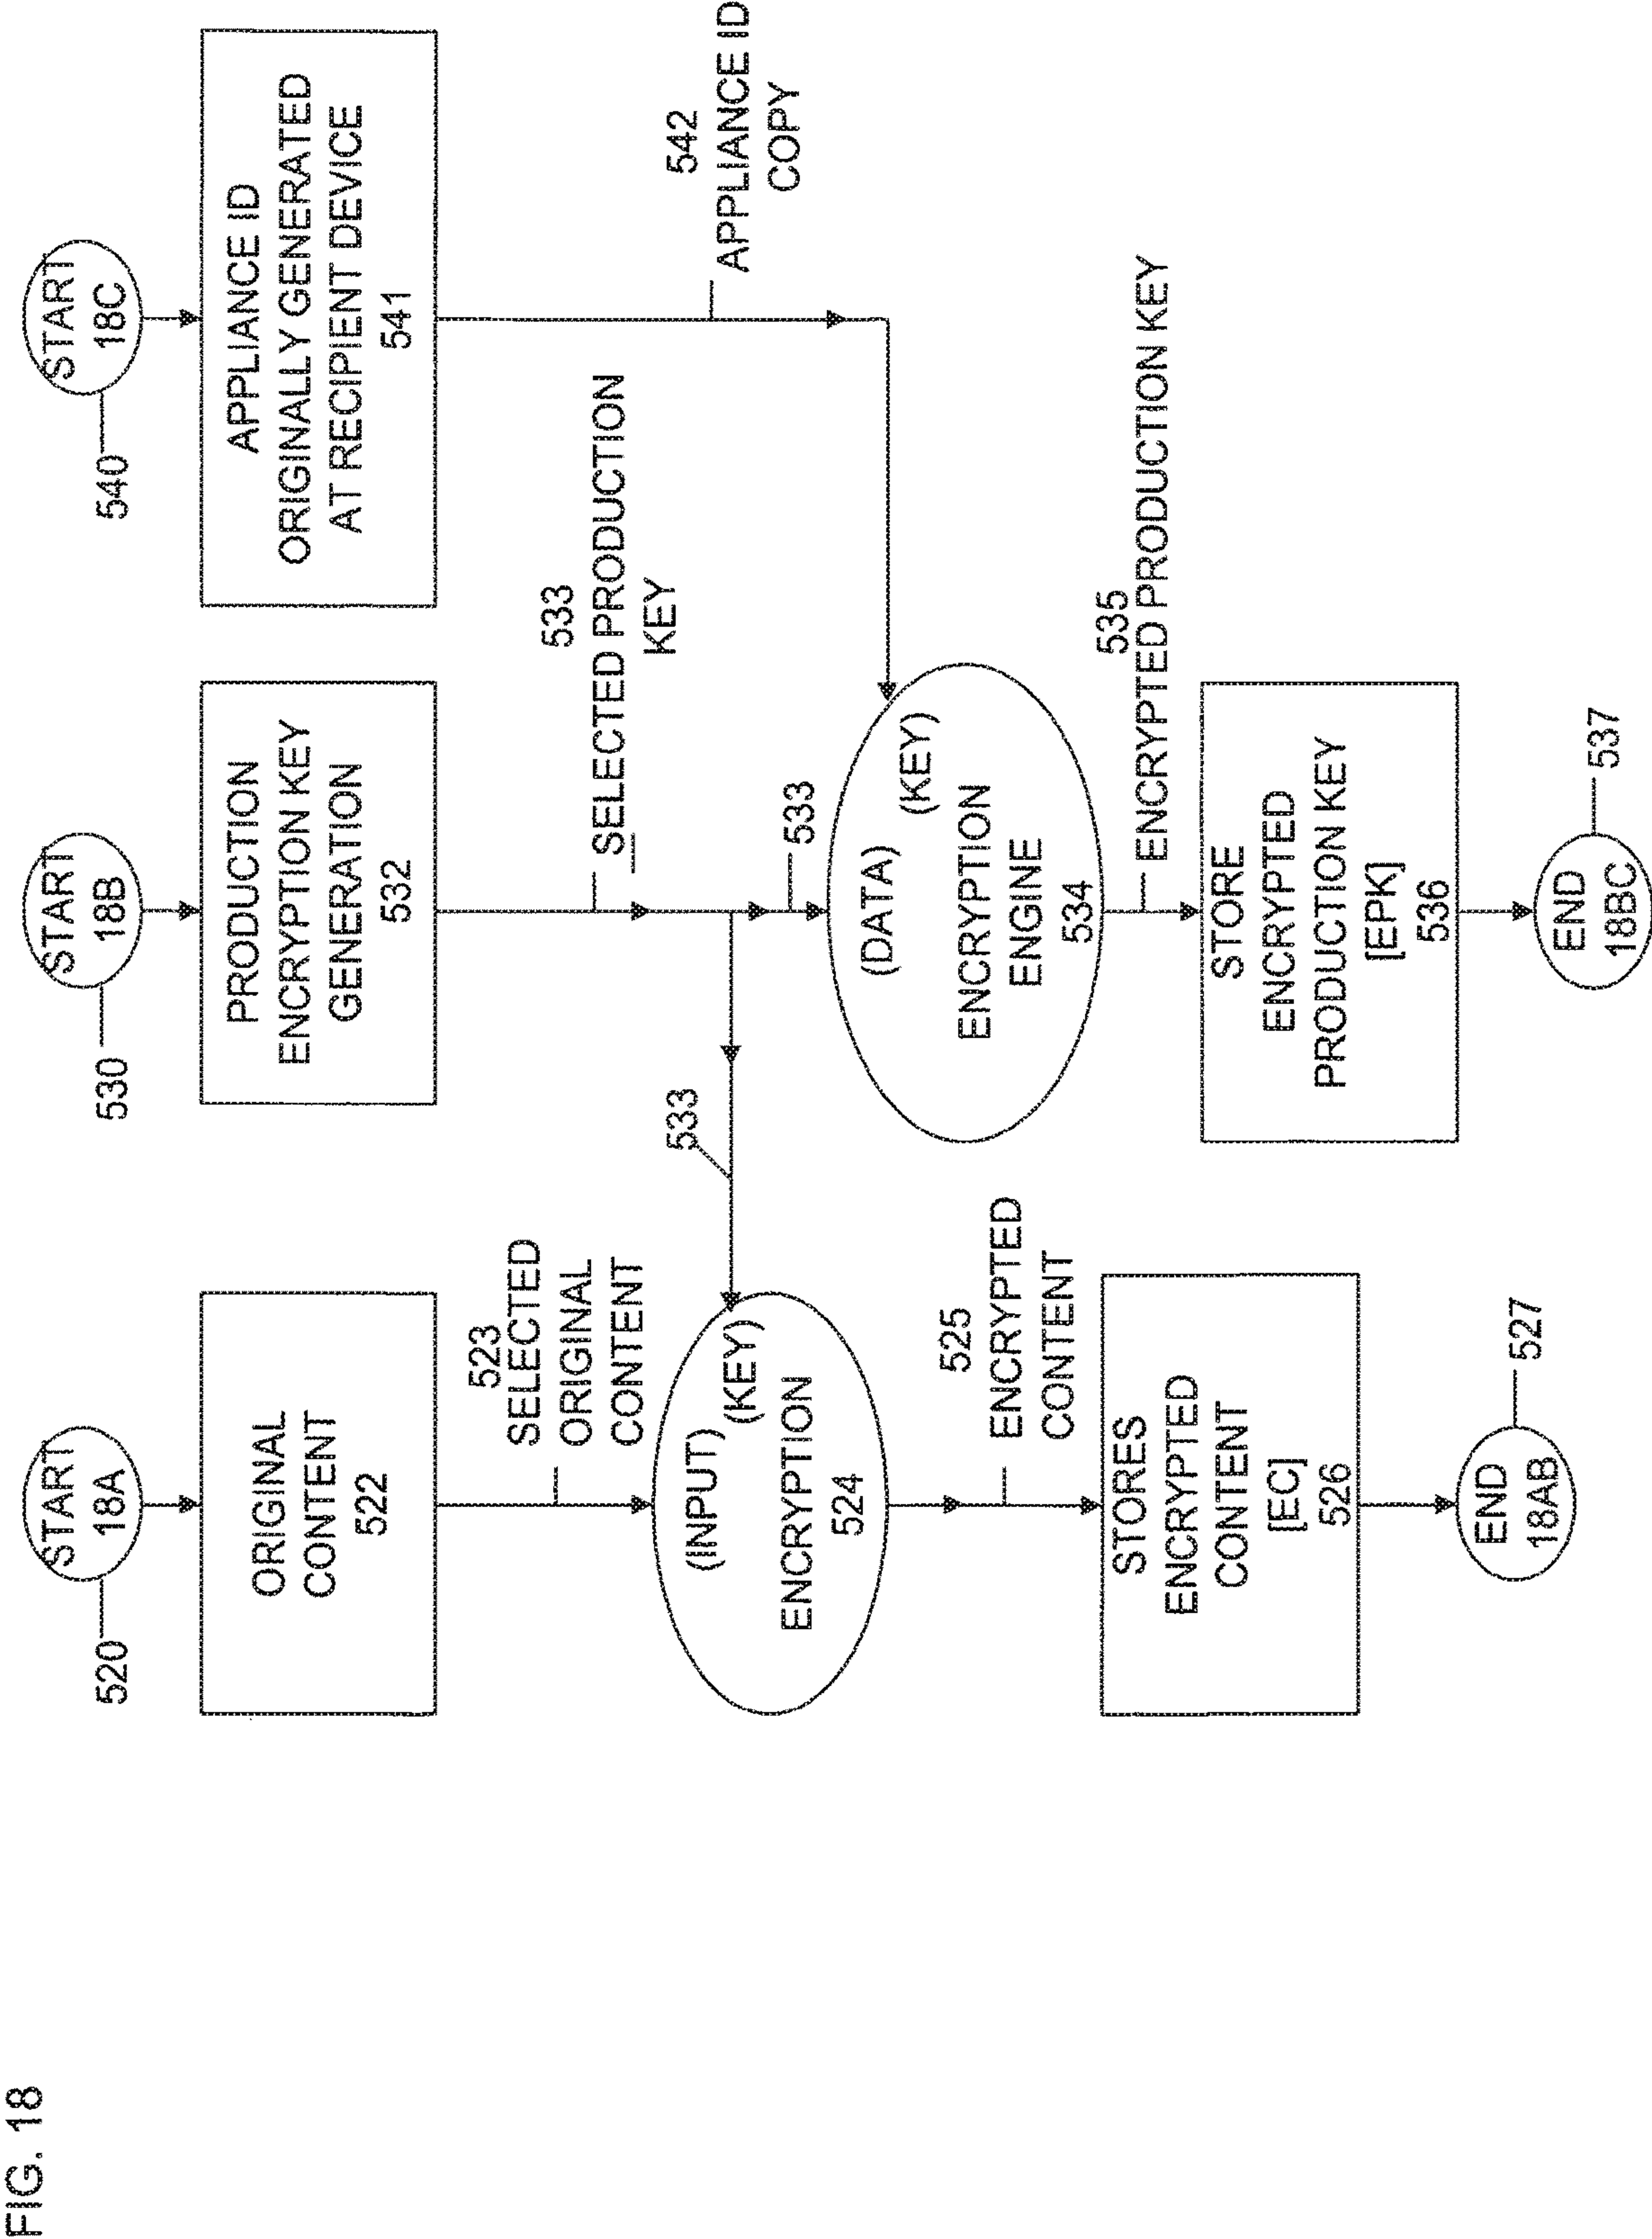 FIG. 18
520
START
18A
ORIGINAL
CONTENT
522
523
SELECTED
ORIGINAL
CONTENT
(INPUT)
(KEY)
ENCRYPTION
524
525
ENCRYPTED
CONTENT
STORES
ENCRYPTED
CONTENT
[EC]
526
END
18AB
527
530
START
18B
PRODUCTION
ENCRYPTION KEY
GENERATION
532
533
SELECTED PRODUCTION
KEY
533
533
(DATA)
(KEY)
ENCRYPTION
ENGINE
534
535
ENCRYPTED PRODUCTION KEY
STORE
ENCRYPTED
PRODUCTION KEY
[EPK]
536
END
18BC
537
540
START
18C
APPLIANCE ID
ORIGINALLY GENERATED
AT RECIPIENT DEVICE
541
542
APPLIANCE ID
COPY